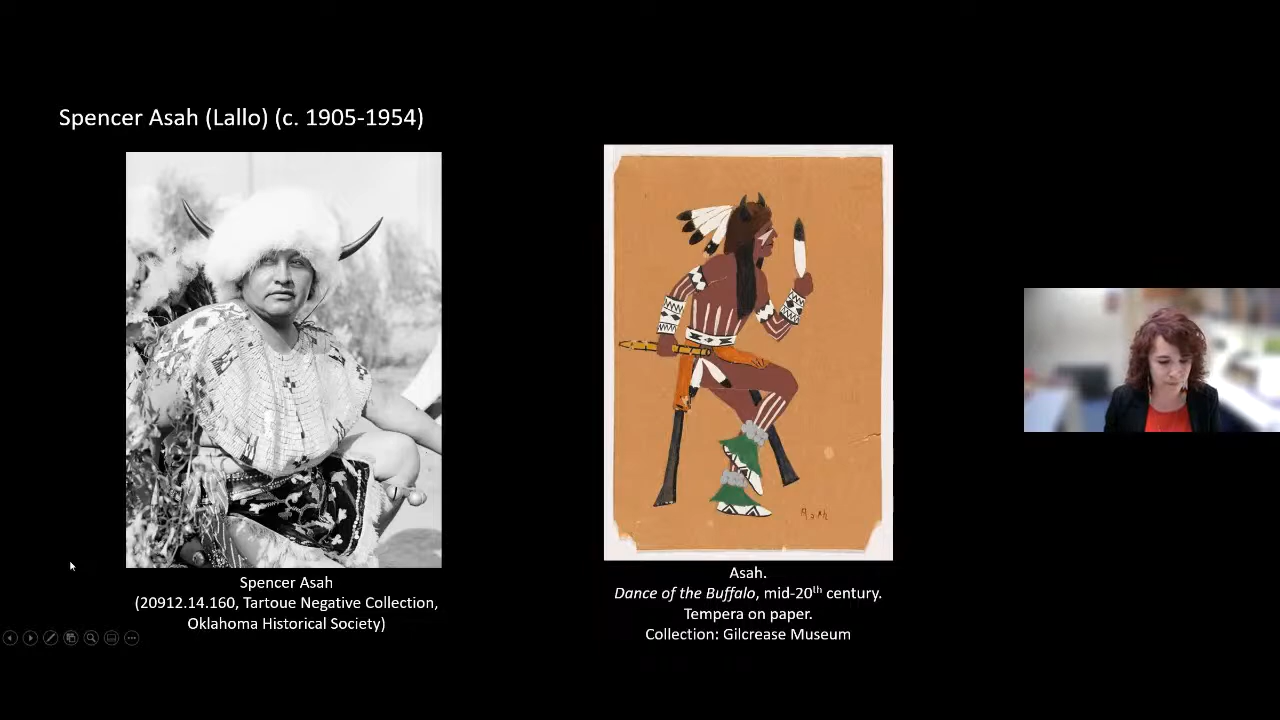 Spencer Asah (Lallo) (c. 1905-1954)
Spencer Asah
(20912.14.160, Tartoue Negative Collection,
Oklahoma Historical Society)
Asah
Asah.
Dance of the Buffalo, mid-20th century.
Tempera on paper.
Collection: Gilcrease Museum